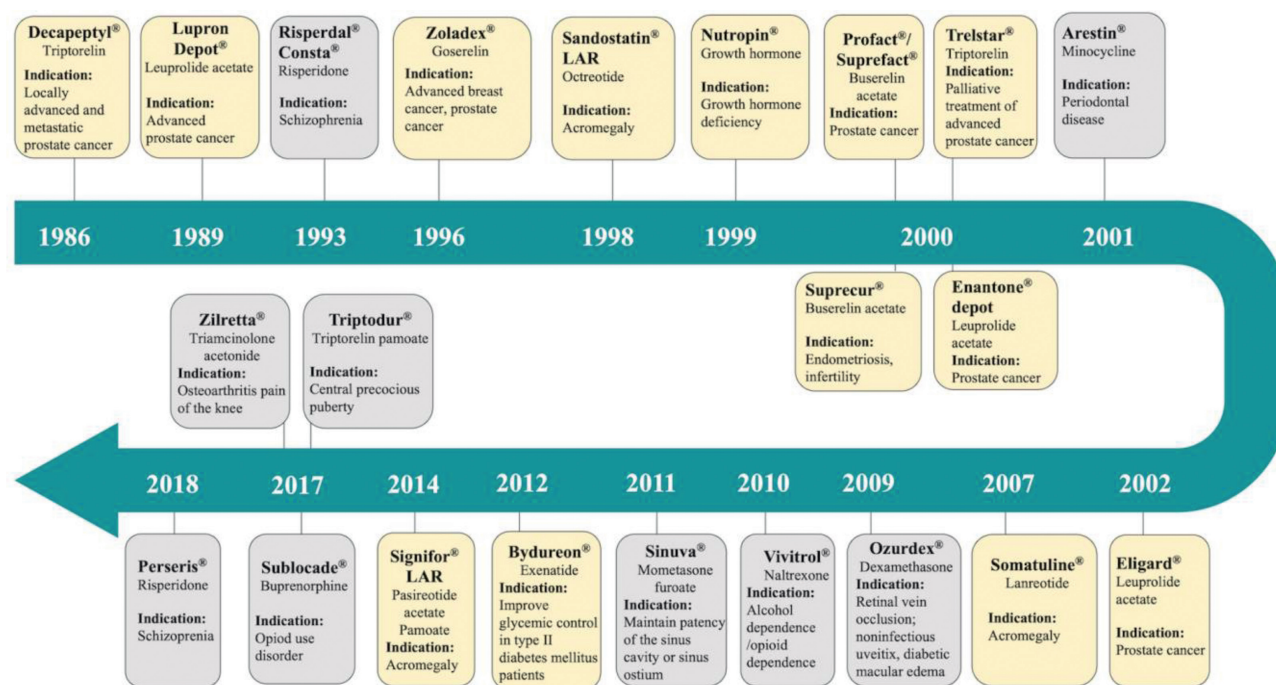 Decapeptyl®
Triptorelin
Indication:
Locally
advanced and
metastatic
prostate cancer
Lupron
Depot®
Leuprolide acetate
Indication:
Advanced
prostate cancer
Risperdal®
Consta®
Risperidone
Indication:
Schizophrenia
Zoladex®
Goserelin
Indication:
Advanced breast
cancer, prostate
cancer
Sandostatin®
LAR
Octreotide
Indication:
Acromegaly
Nutropin®
Growth hormone
Indication:
Growth hormone
deficiency
Profact®/
Suprefact®
Buserelin
acetate
Indication:
Prostate cancer
Trelstar®
Triptorelin
Indication:
Palliative
treatment of
advanced
prostate cancer
Arestin®
Minocycline
Indication:
Periodontal
disease
1986 1989 1993 1996 1998 1999 2000 2001
Zilretta®
Triamcinolone
acetonide
Indication:
Osteoarthritis pain
of the knee
Triptodur®
Triptorelin pamoate
Indication:
Central precocious
puberty
Suprecur®
Buserelin acetate
Indication:
Endometriosis,
infertility
Enantone®
depot
Leuprolide
acetate
Indication:
Prostate cancer
2018 2017 2014 2012 2011 2010 2009 2007 2002
Perseris®
Risperidone
Indication:
Schizoprenia
Sublocade®
Buprenorphine
Indication:
Opiod use
disorder
Signifor®
LAR
Pasireotide
acetate
Pamoate
Indication:
Acromegaly
Bydureon®
Exenatide
Indication:
Improve
glycemic control
in type II
diabetes mellitus
patients
Sinuva®
Mometasone
furoate
Indication:
Maintain patency
of the sinus
cavity or sinus
ostium
Vivitrol®
Naltrexone
Indication:
Alcohol
dependence
/opioid
dependence
Ozurdex®
Dexamethasone
Indication:
Retinal vein
occlusion;
noninfectious
uveitix, diabetic
macular edema
Somatuline®
Lanreotide
Indication:
Acromegaly
Eligard®
Leuprolide
acetate
Indication:
Prostate cancer